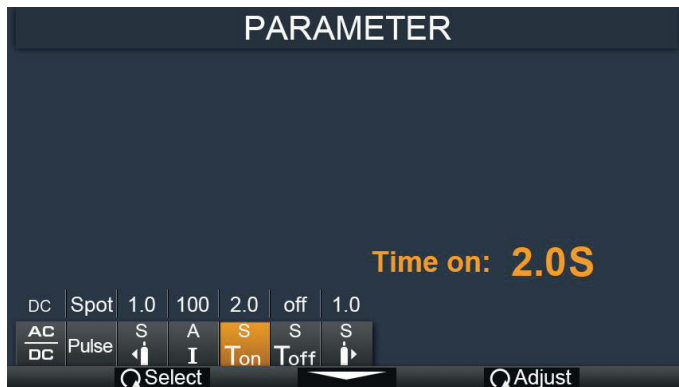 PARAMETER
Time on: 2.0S
DC Spot 1.0 100 2.0 off 1.0
AC DC Pulse S A I S Ton S Toff S
Select Adjust